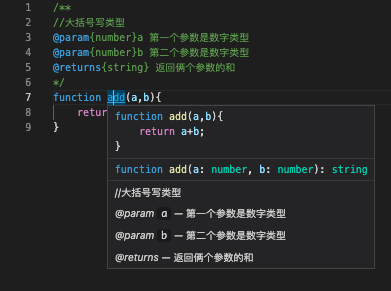 1 /**
2 //大括号写类型
3 @param{number}a 第一个参数是数字类型
4 @param{number}b 第二个参数是数字类型
5 @returns{string} 返回俩个参数的和
6 */
7 function add(a,b){
8 retur
9 }
function add(a,b){
return a+b;
}
function add(a: number, b: number): string
//大括号写类型
@param a — 第一个参数是数字类型
@param b — 第二个参数是数字类型
@returns — 返回俩个参数的和